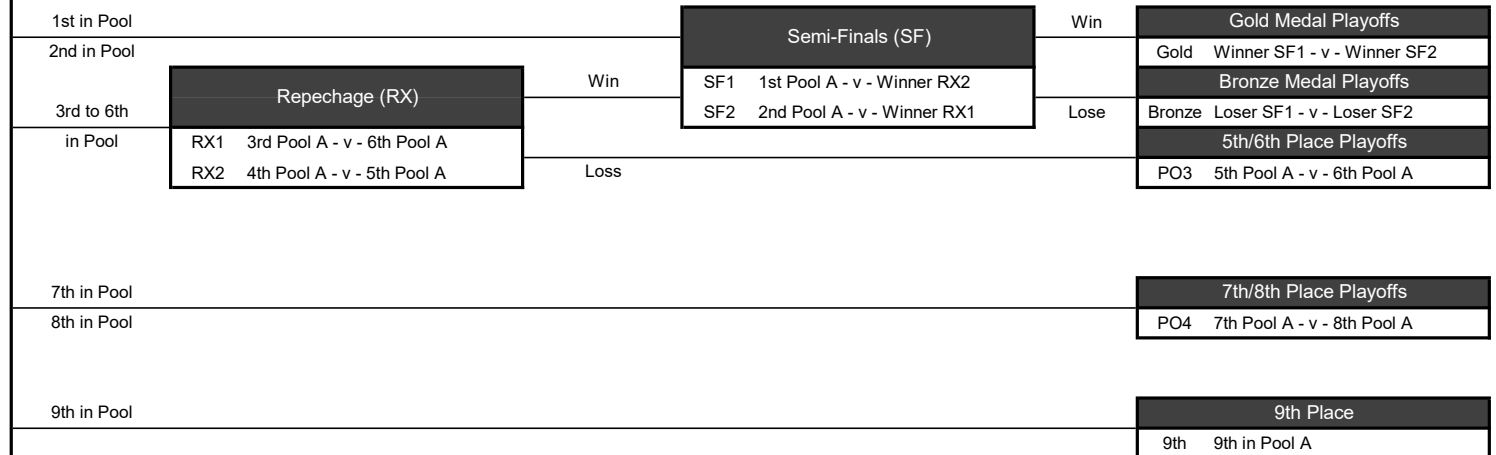 1st in Pool
2nd in Pool
3rd to 6th
in Pool
Repechage (RX)
RX1 3rd Pool A - v - 6th Pool A
RX2 4th Pool A - v - 5th Pool A
Win
Loss
Semi-Finals (SF)
SF1 1st Pool A - v - Winner RX2
SF2 2nd Pool A - v - Winner RX1
Win
Lose
Gold Medal Playoffs
Gold Winner SF1 - v - Winner SF2
Bronze Medal Playoffs
Bronze Loser SF1 - v - Loser SF2
5th/6th Place Playoffs
PO3 5th Pool A - v - 6th Pool A
7th in Pool
8th in Pool
7th/8th Place Playoffs
PO4 7th Pool A - v - 8th Pool A
9th in Pool
9th Place
9th 9th in Pool A